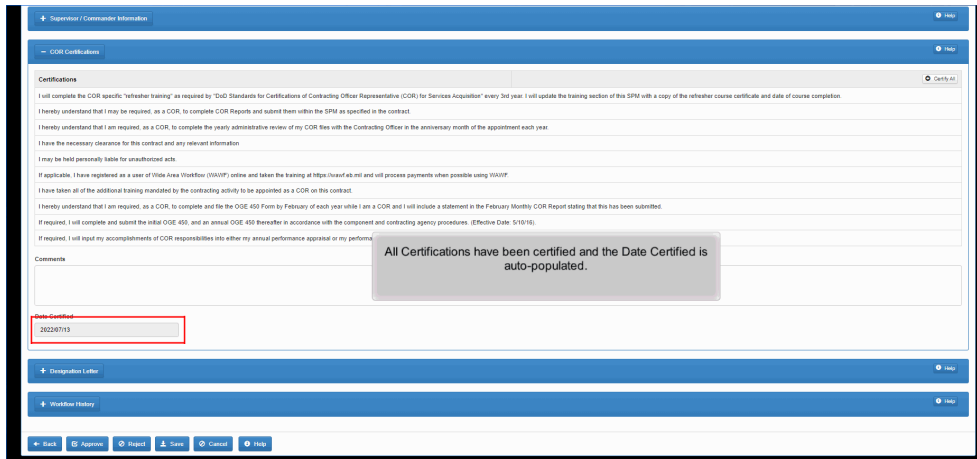 + Supervisor / Commander Information
Help
− COR Certifications
Help
Certifications
Certify All
I will complete the COR specific "refresher training" as required by "DoD Standards for Certifications of Contracting Officer Representative (COR) for Services Acquisition" every 3rd year. I will update the training section of this SPM with a copy of the refresher course certificate and date of course completion.
I hereby understand that I may be required, as a COR, to complete COR Reports and submit them within the SPM as specified in the contract.
I hereby understand that I am required, as a COR, to complete the yearly administrative review of my COR files with the Contracting Officer in the anniversary month of the appointment each year.
I have the necessary clearance for this contract and any relevant information
I may be held personally liable for unauthorized acts.
If applicable, I have registered as a user of Wide Area Workflow (WAWF) online and taken the training at https://wawf.eb.mil and will process payments when possible using WAWF.
I have taken all of the additional training mandated by the contracting activity to be appointed as a COR on this contract.
I hereby understand that I am required, as a COR, to complete and file the OGE 450 Form by February of each year while I am a COR and I will include a statement in the February Monthly COR Report stating that this has been submitted.
If required, I will complete and submit the initial OGE 450, and an annual OGE 450 thereafter in accordance with the component and contracting agency procedures. (Effective Date: 5/10/16).
If required, I will input my accomplishments of COR responsibilities into either my annual performance appraisal or my performa
All Certifications have been certified and the Date Certified is
auto-populated.
Comments
Date Certified
2022/07/13
+ Designation Letter
Help
+ Workflow History
Help
Back
Approve
Reject
Save
Cancel
Help